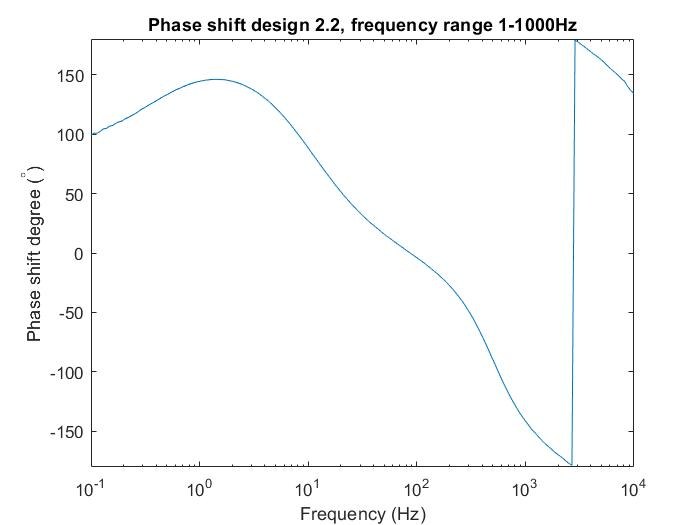 Phase shift design 2.2, frequency range 1-1000Hz
Phase shift degree (°)
150
100
50
0
-50
-100
-150
10⁻¹ 10⁰ 10¹ 10² 10³ 10⁴
Frequency (Hz)